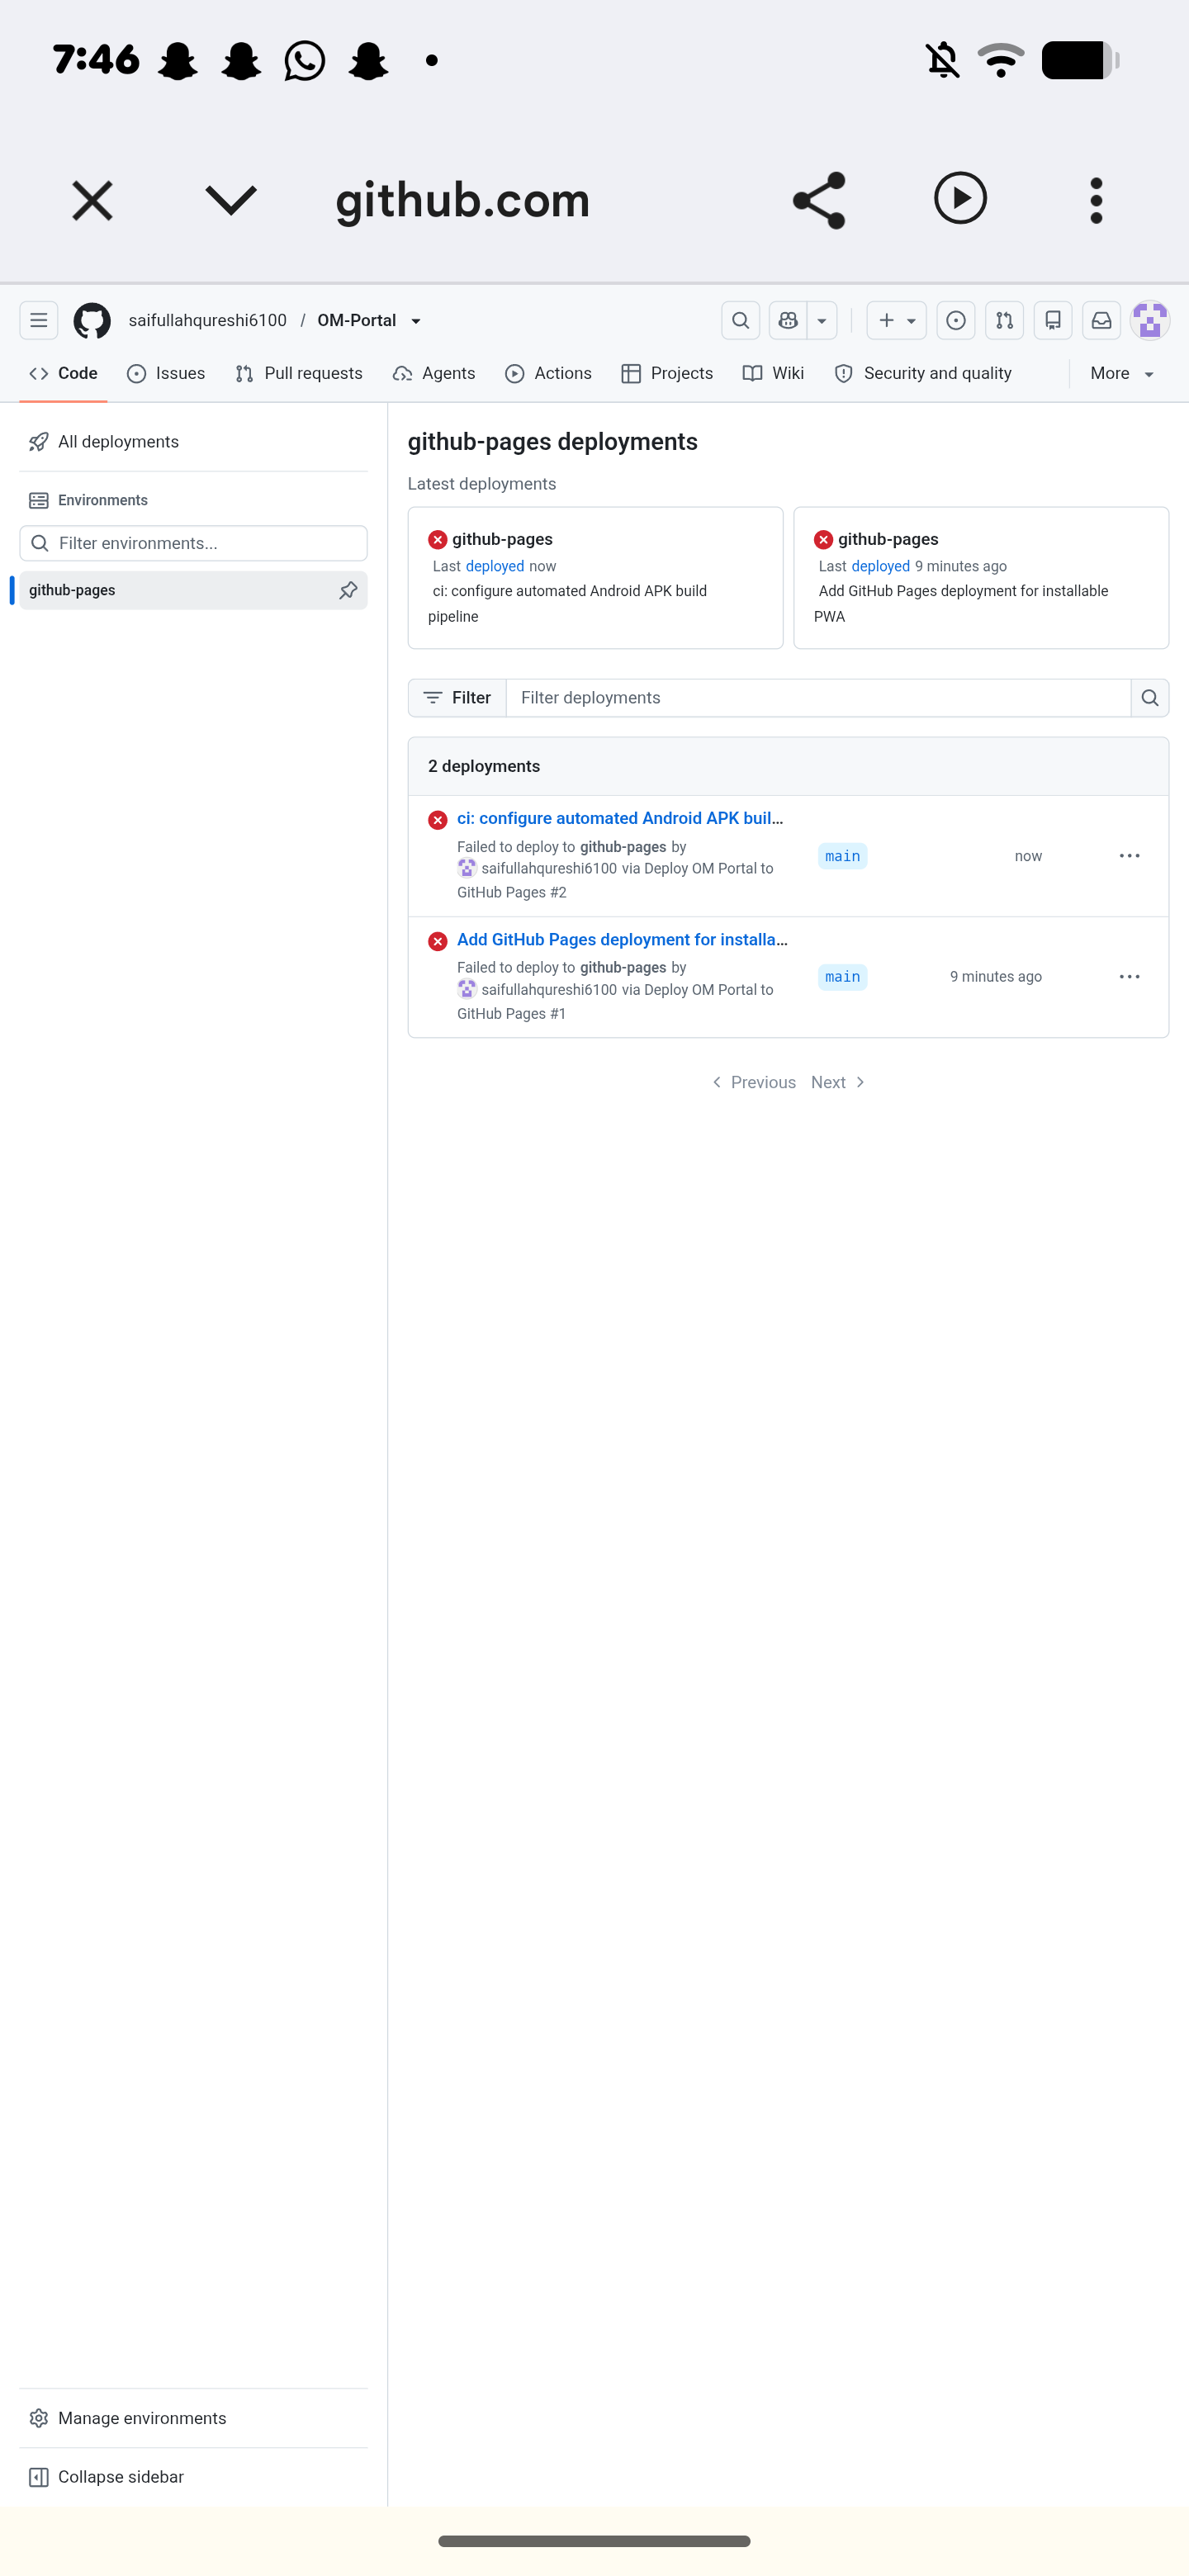 7:46
github.com
saifullahqureshi6100 / OM-Portal
Code Issues Pull requests Agents Actions Projects Wiki Security and quality More
All deployments
Environments
Filter environments...
github-pages
github-pages deployments
Latest deployments
github-pages
Last deployed now
ci: configure automated Android APK build
pipeline
github-pages
Last deployed 9 minutes ago
Add GitHub Pages deployment for installable
PWA
Filter Filter deployments
2 deployments
ci: configure automated Android APK buil...
Failed to deploy to github-pages by
saifullahqureshi6100 via Deploy OM Portal to
GitHub Pages #2
main
now
Add GitHub Pages deployment for installa...
Failed to deploy to github-pages by
saifullahqureshi6100 via Deploy OM Portal to
GitHub Pages #1
main
9 minutes ago
Previous Next
Manage environments
Collapse sidebar